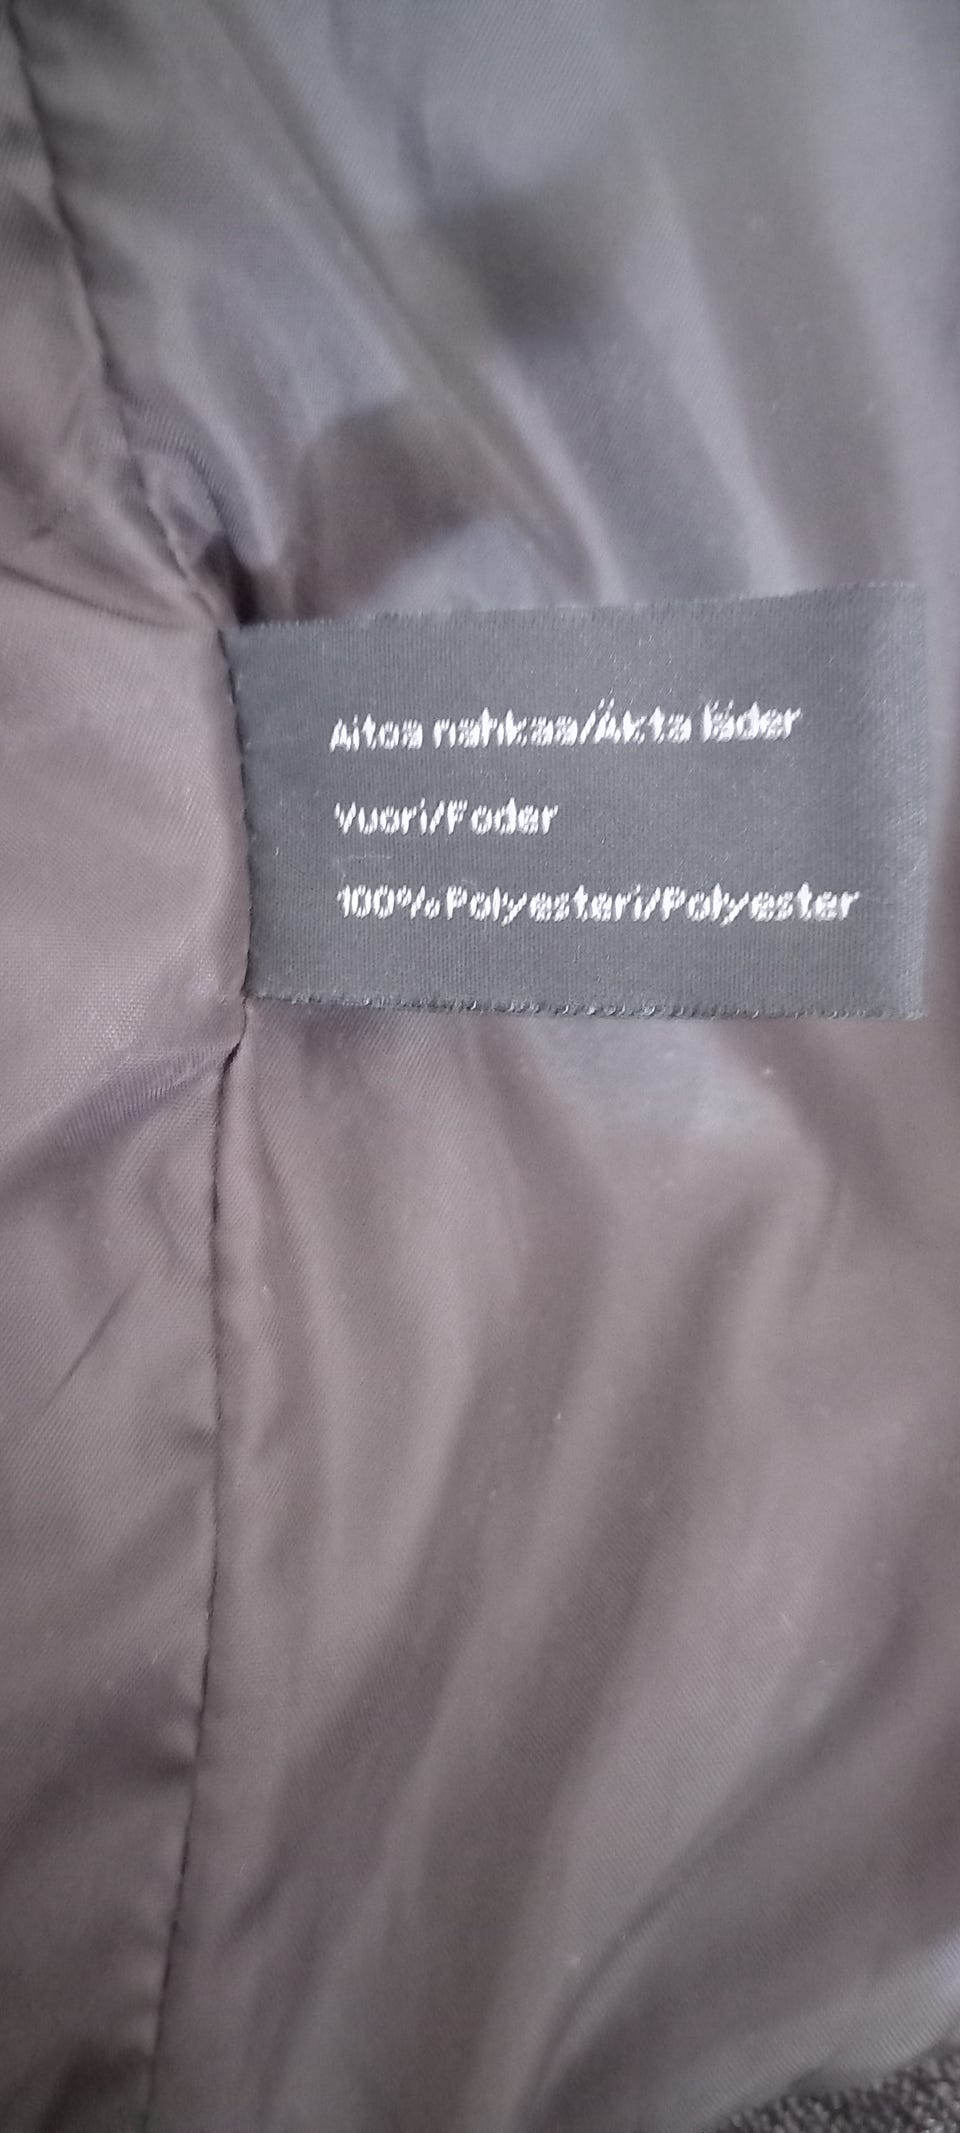 Aitoa nahkaa/Äkta läder
Vuori/Foder
100% Polyesteri/Polyester